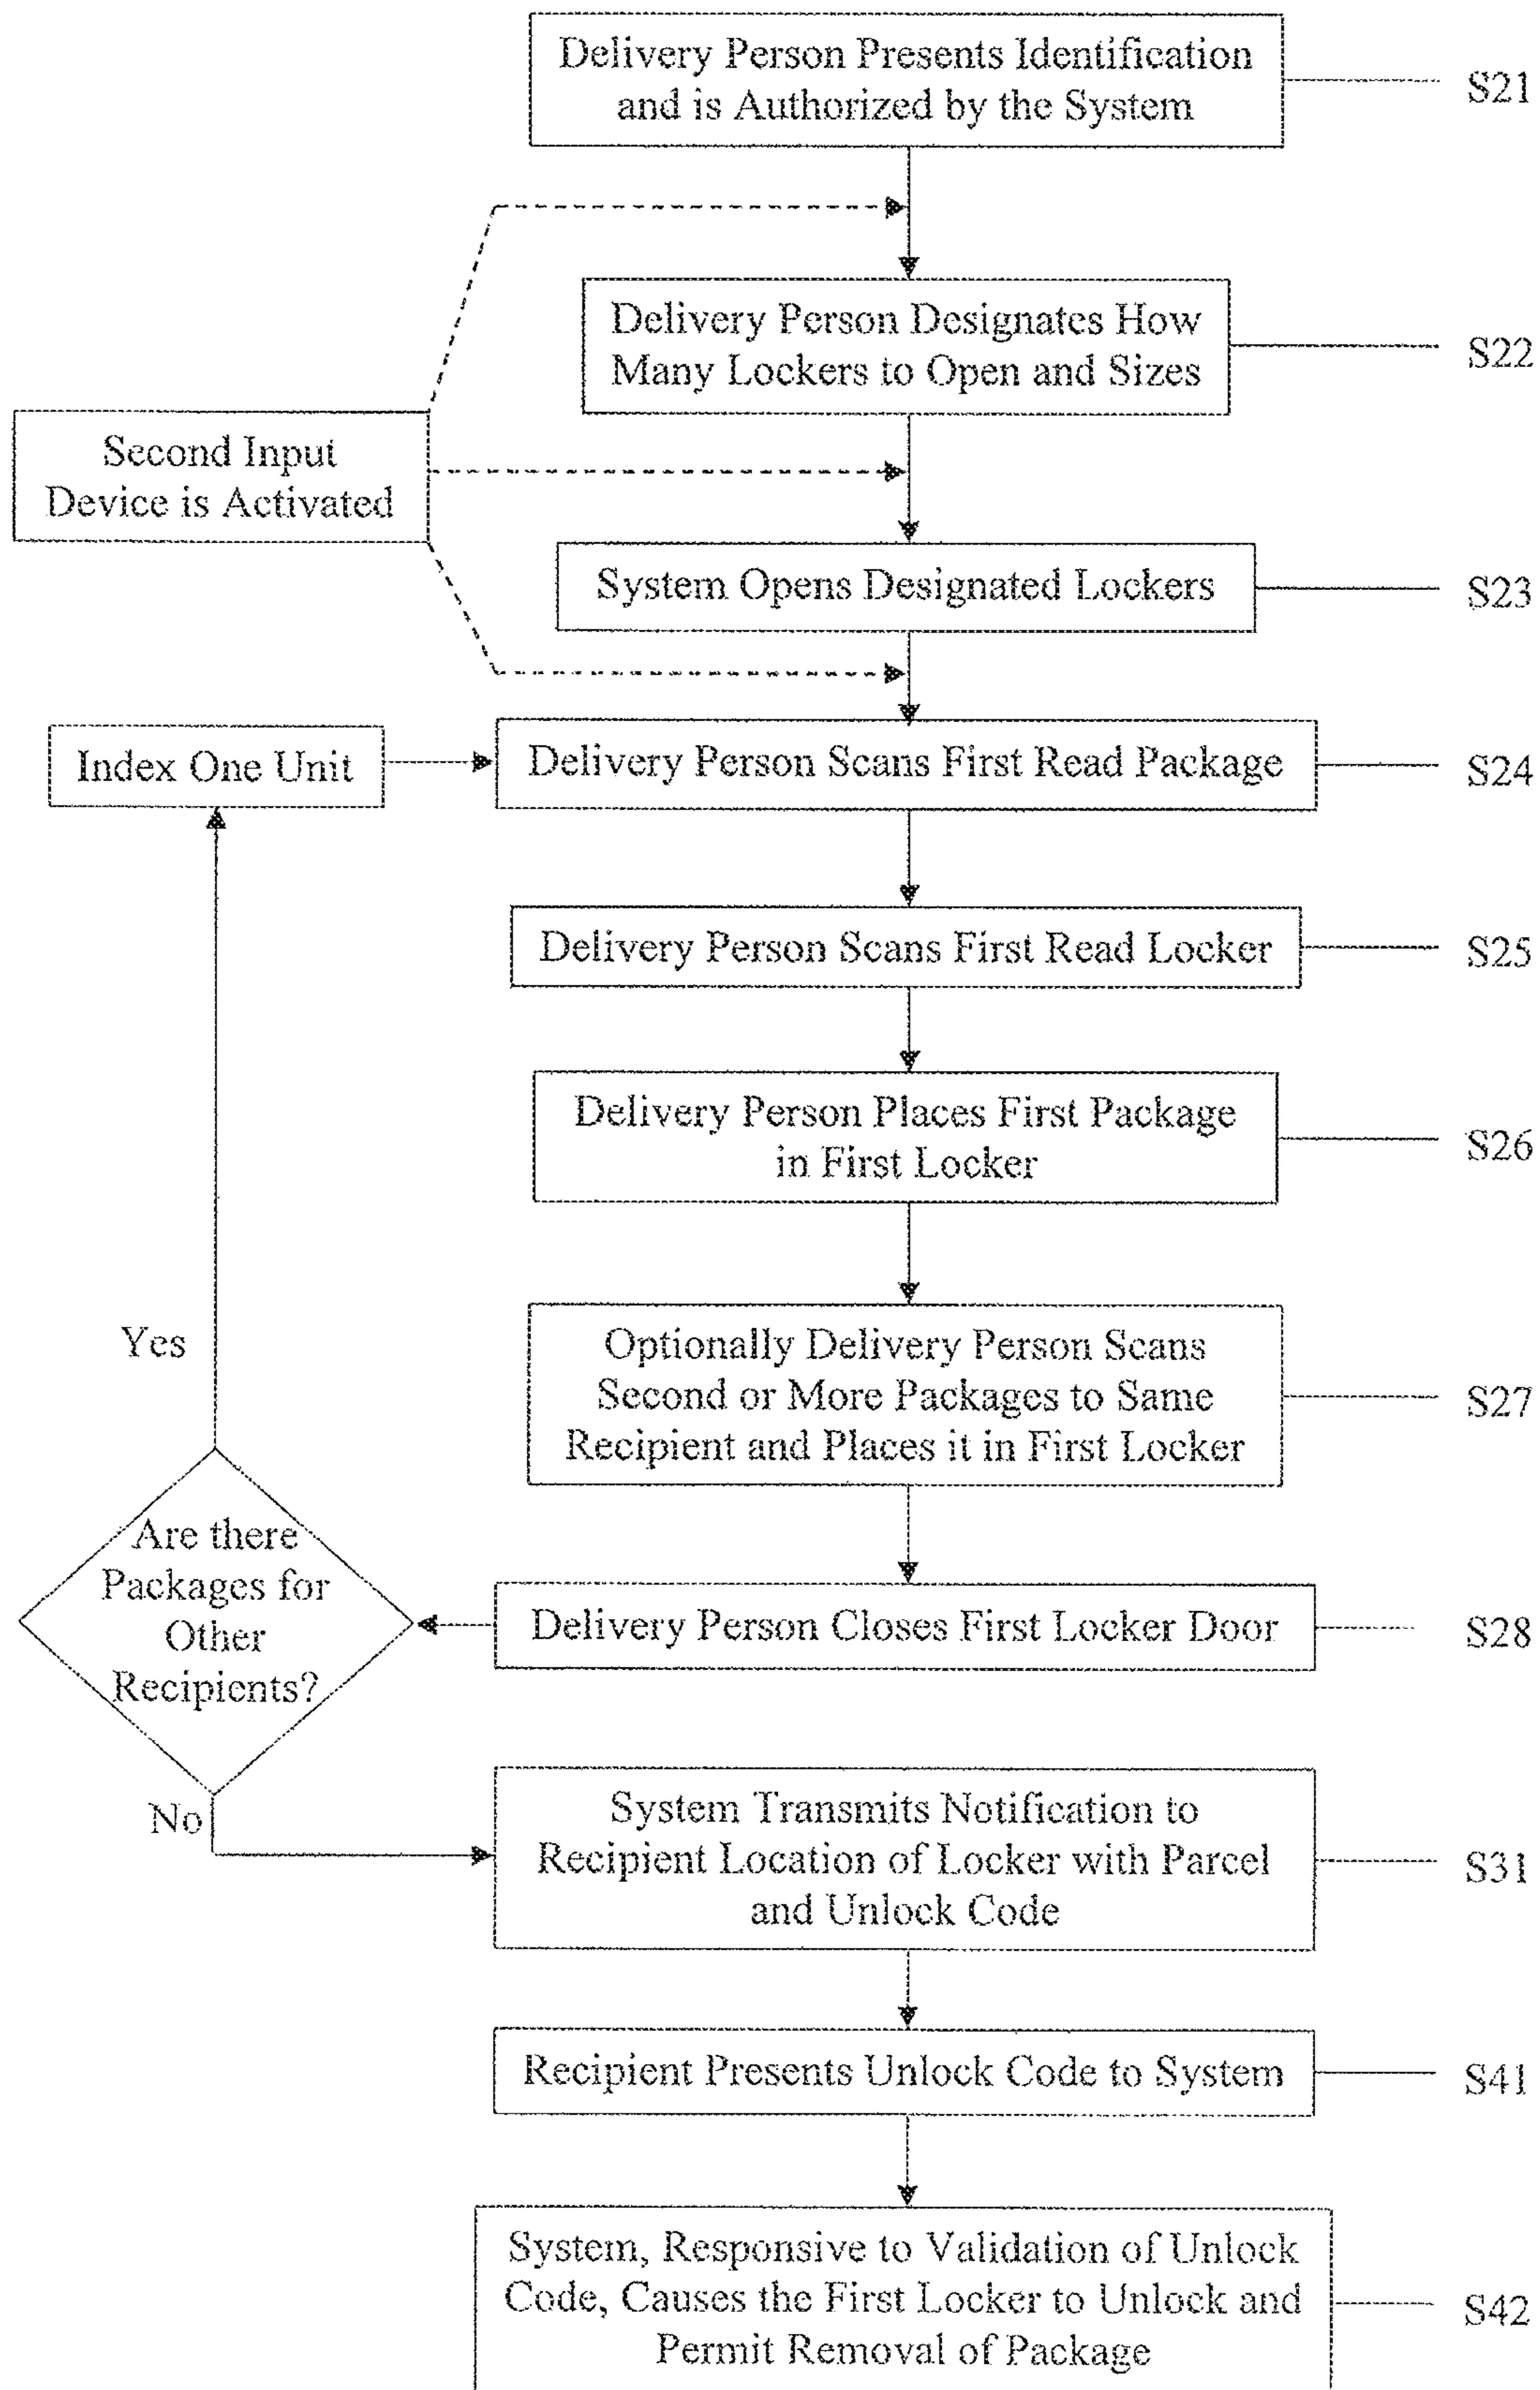 Delivery Person Presents Identification
and is Authorized by the System
S21
Delivery Person Designates How
Many Lockers to Open and Sizes
S22
Second Input
Device is Activated
System Opens Designated Lockers
S23
Index One Unit
Delivery Person Scans First Read Package
S24
Delivery Person Scans First Read Locker
S25
Delivery Person Places First Package
in First Locker
S26
Optionally Delivery Person Scans
Second or More Packages to Same
Recipient and Places it in First Locker
S27
Yes
Are there
Packages for
Other
Recipients?
Delivery Person Closes First Locker Door
S28
No
System Transmits Notification to
Recipient Location of Locker with Parcel
and Unlock Code
S31
Recipient Presents Unlock Code to System
S41
System, Responsive to Validation of Unlock
Code, Causes the First Locker to Unlock and
Permit Removal of Package
S42